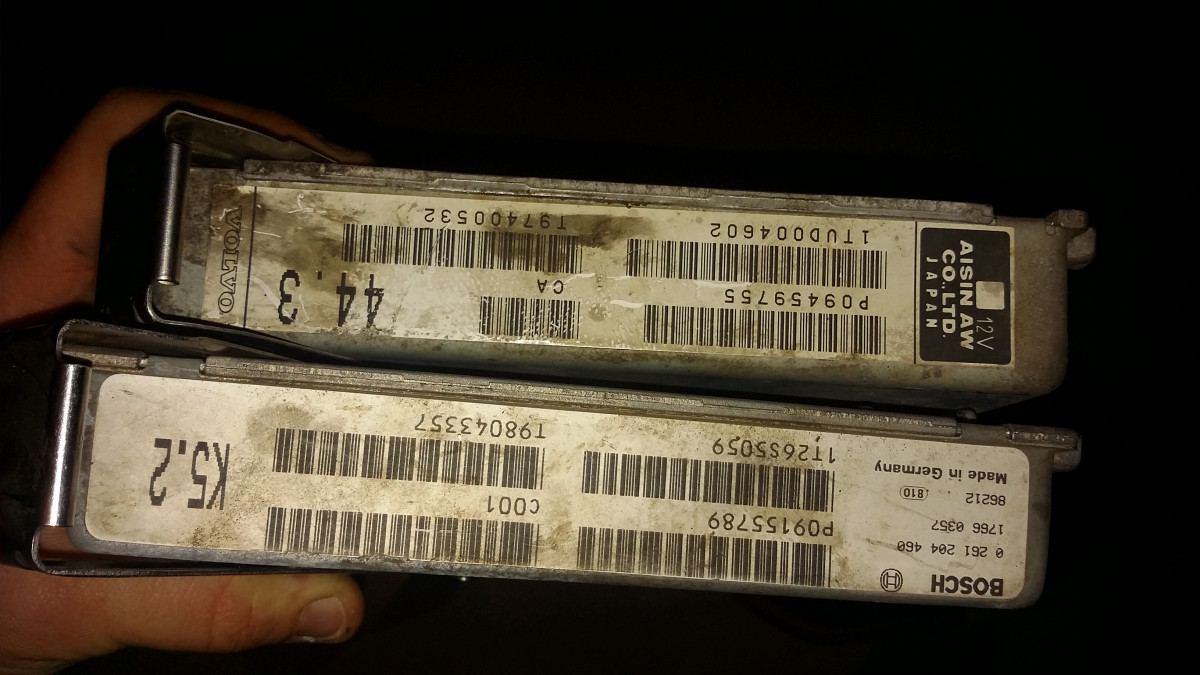 VOLVO
44.3
T97400532
CA
1TUD004602
P09459755
12V
AISIN AW
CO.,LTD.
JAPAN
BOSCH
0 261 204 460
1766 0357
86212
810
Made in Germany
P09155789
1T26S5059
C001
T98043357
K5.2